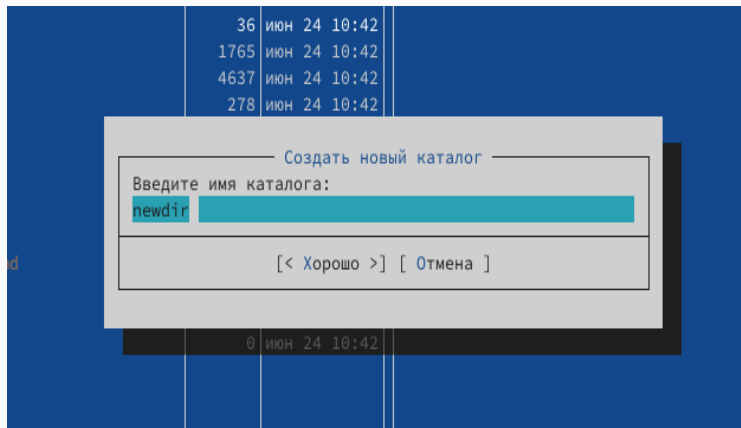 36 июн 24 10:42
1765 июн 24 10:42
4637 июн 24 10:42
278 июн 24 10:42
Создать новый каталог
Введите имя каталога:
newdir
[< Хорошо >] [ Отмена ]
0 июн 24 10:42